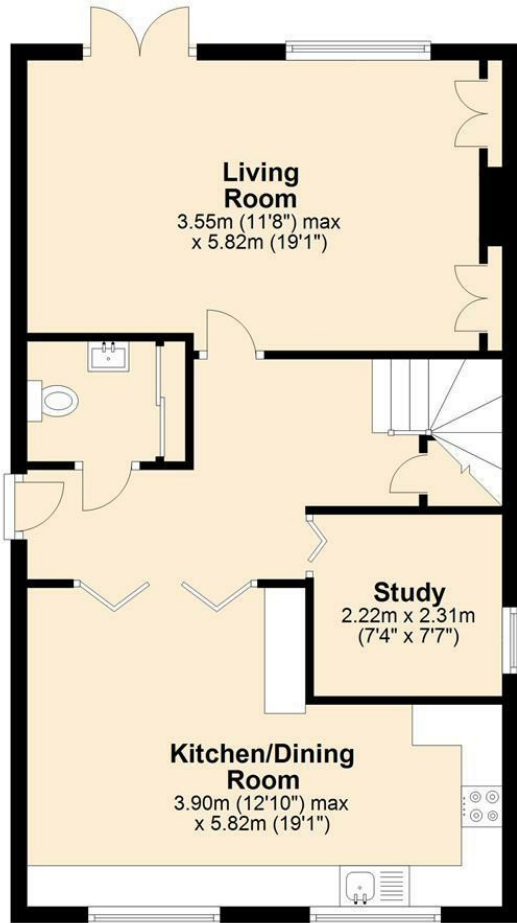 Living
Room
3.55m (11'8") max
x 5.82m (19'1")
Study
2.22m x 2.31m
(7'4" x 7'7")
Kitchen/Dining
Room
3.90m (12'10") max
x 5.82m (19'1")